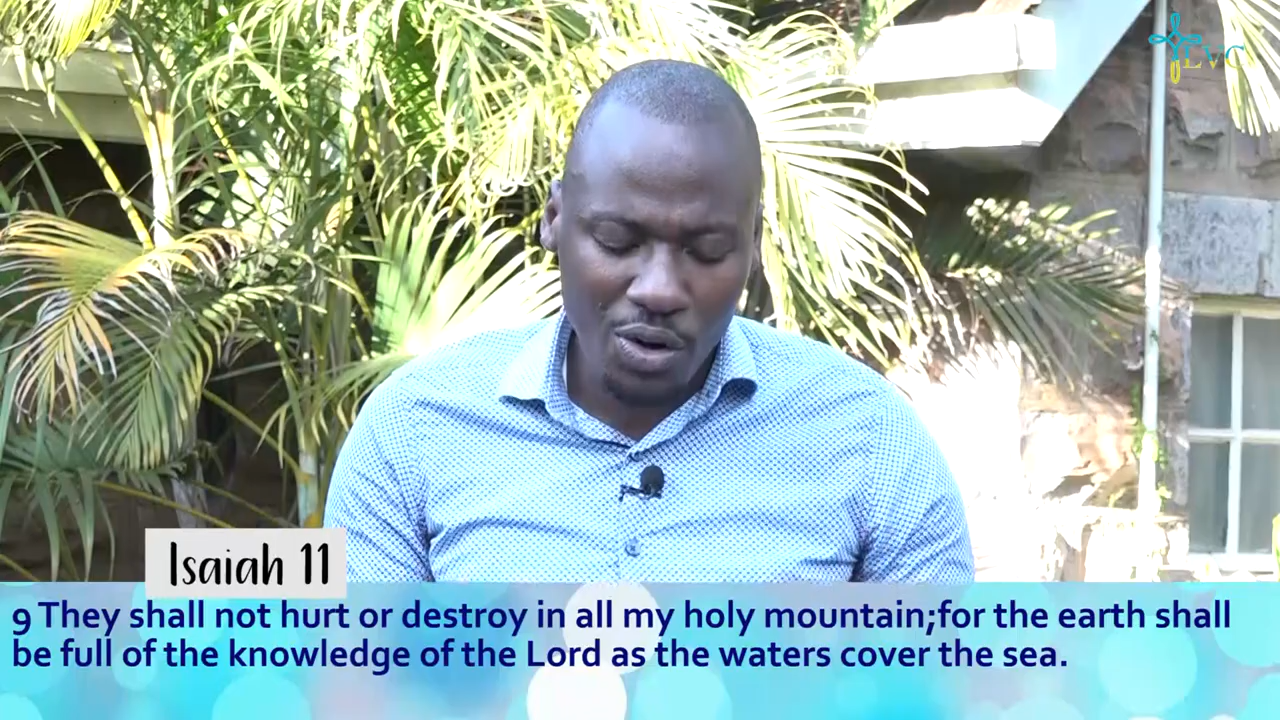 LVC
Isaiah 11
9 They shall not hurt or destroy in all my holy mountain;for the earth shall
be full of the knowledge of the Lord as the waters cover the sea.